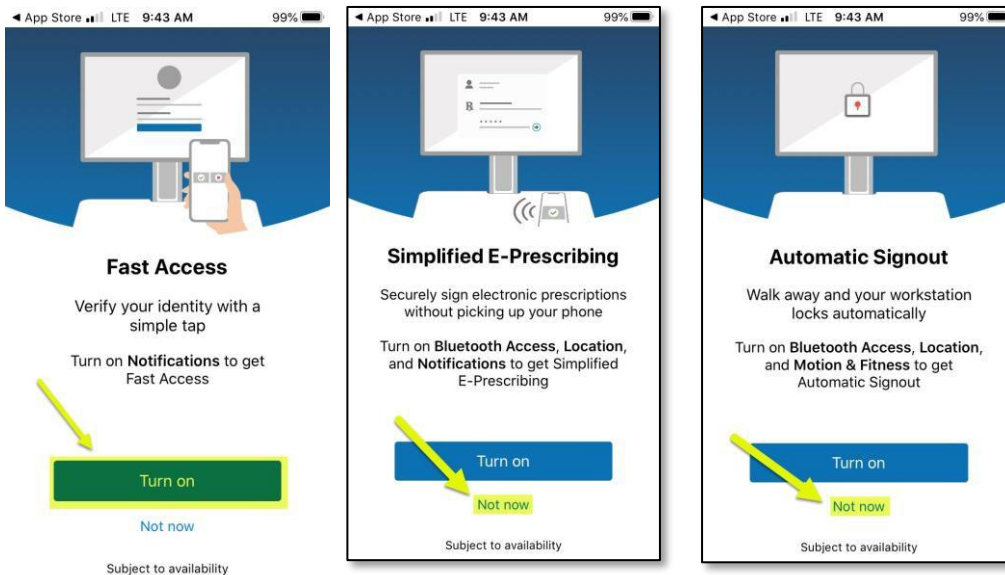 App Store LTE 9:43 AM 99%
Fast Access
Verify your identity with a
simple tap
Turn on Notifications to get
Fast Access
Turn on
Not now
Subject to availability
App Store LTE 9:43 AM 99%
℞
Simplified E-Prescribing
Securely sign electronic prescriptions
without picking up your phone
Turn on Bluetooth Access, Location,
and Notifications to get Simplified
E-Prescribing
Turn on
Not now
Subject to availability
App Store LTE 9:43 AM 99%
Automatic Signout
Walk away and your workstation
locks automatically
Turn on Bluetooth Access, Location,
and Motion & Fitness to get
Automatic Signout
Turn on
Not now
Subject to availability